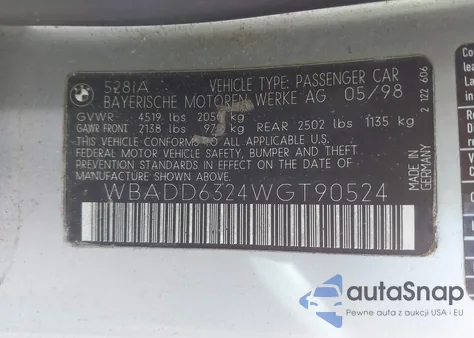 BMW
528IA VEHICLE TYPE: PASSENGER CAR
BAYERISCHE MOTOREN WERKE AG 05/98
GVWR 4519 lbs kg
GAWR FRONT 2138 lbs kg REAR 2502 lbs 1135 kg
THIS VEHICLE CONFORMS TO ALL APPLICABLE U.S.
FEDERAL MOTOR VEHICLE SAFETY, BUMPER AND THEFT
PREVENTION STANDARDS IN EFFECT ON THE DATE OF
MANUFACTURE SHOWN ABOVE.
WBADD6324WGT90524
MADE IN GERMANY
2 122 606
autoSnap
Pewne auta z aukcji USA i EU